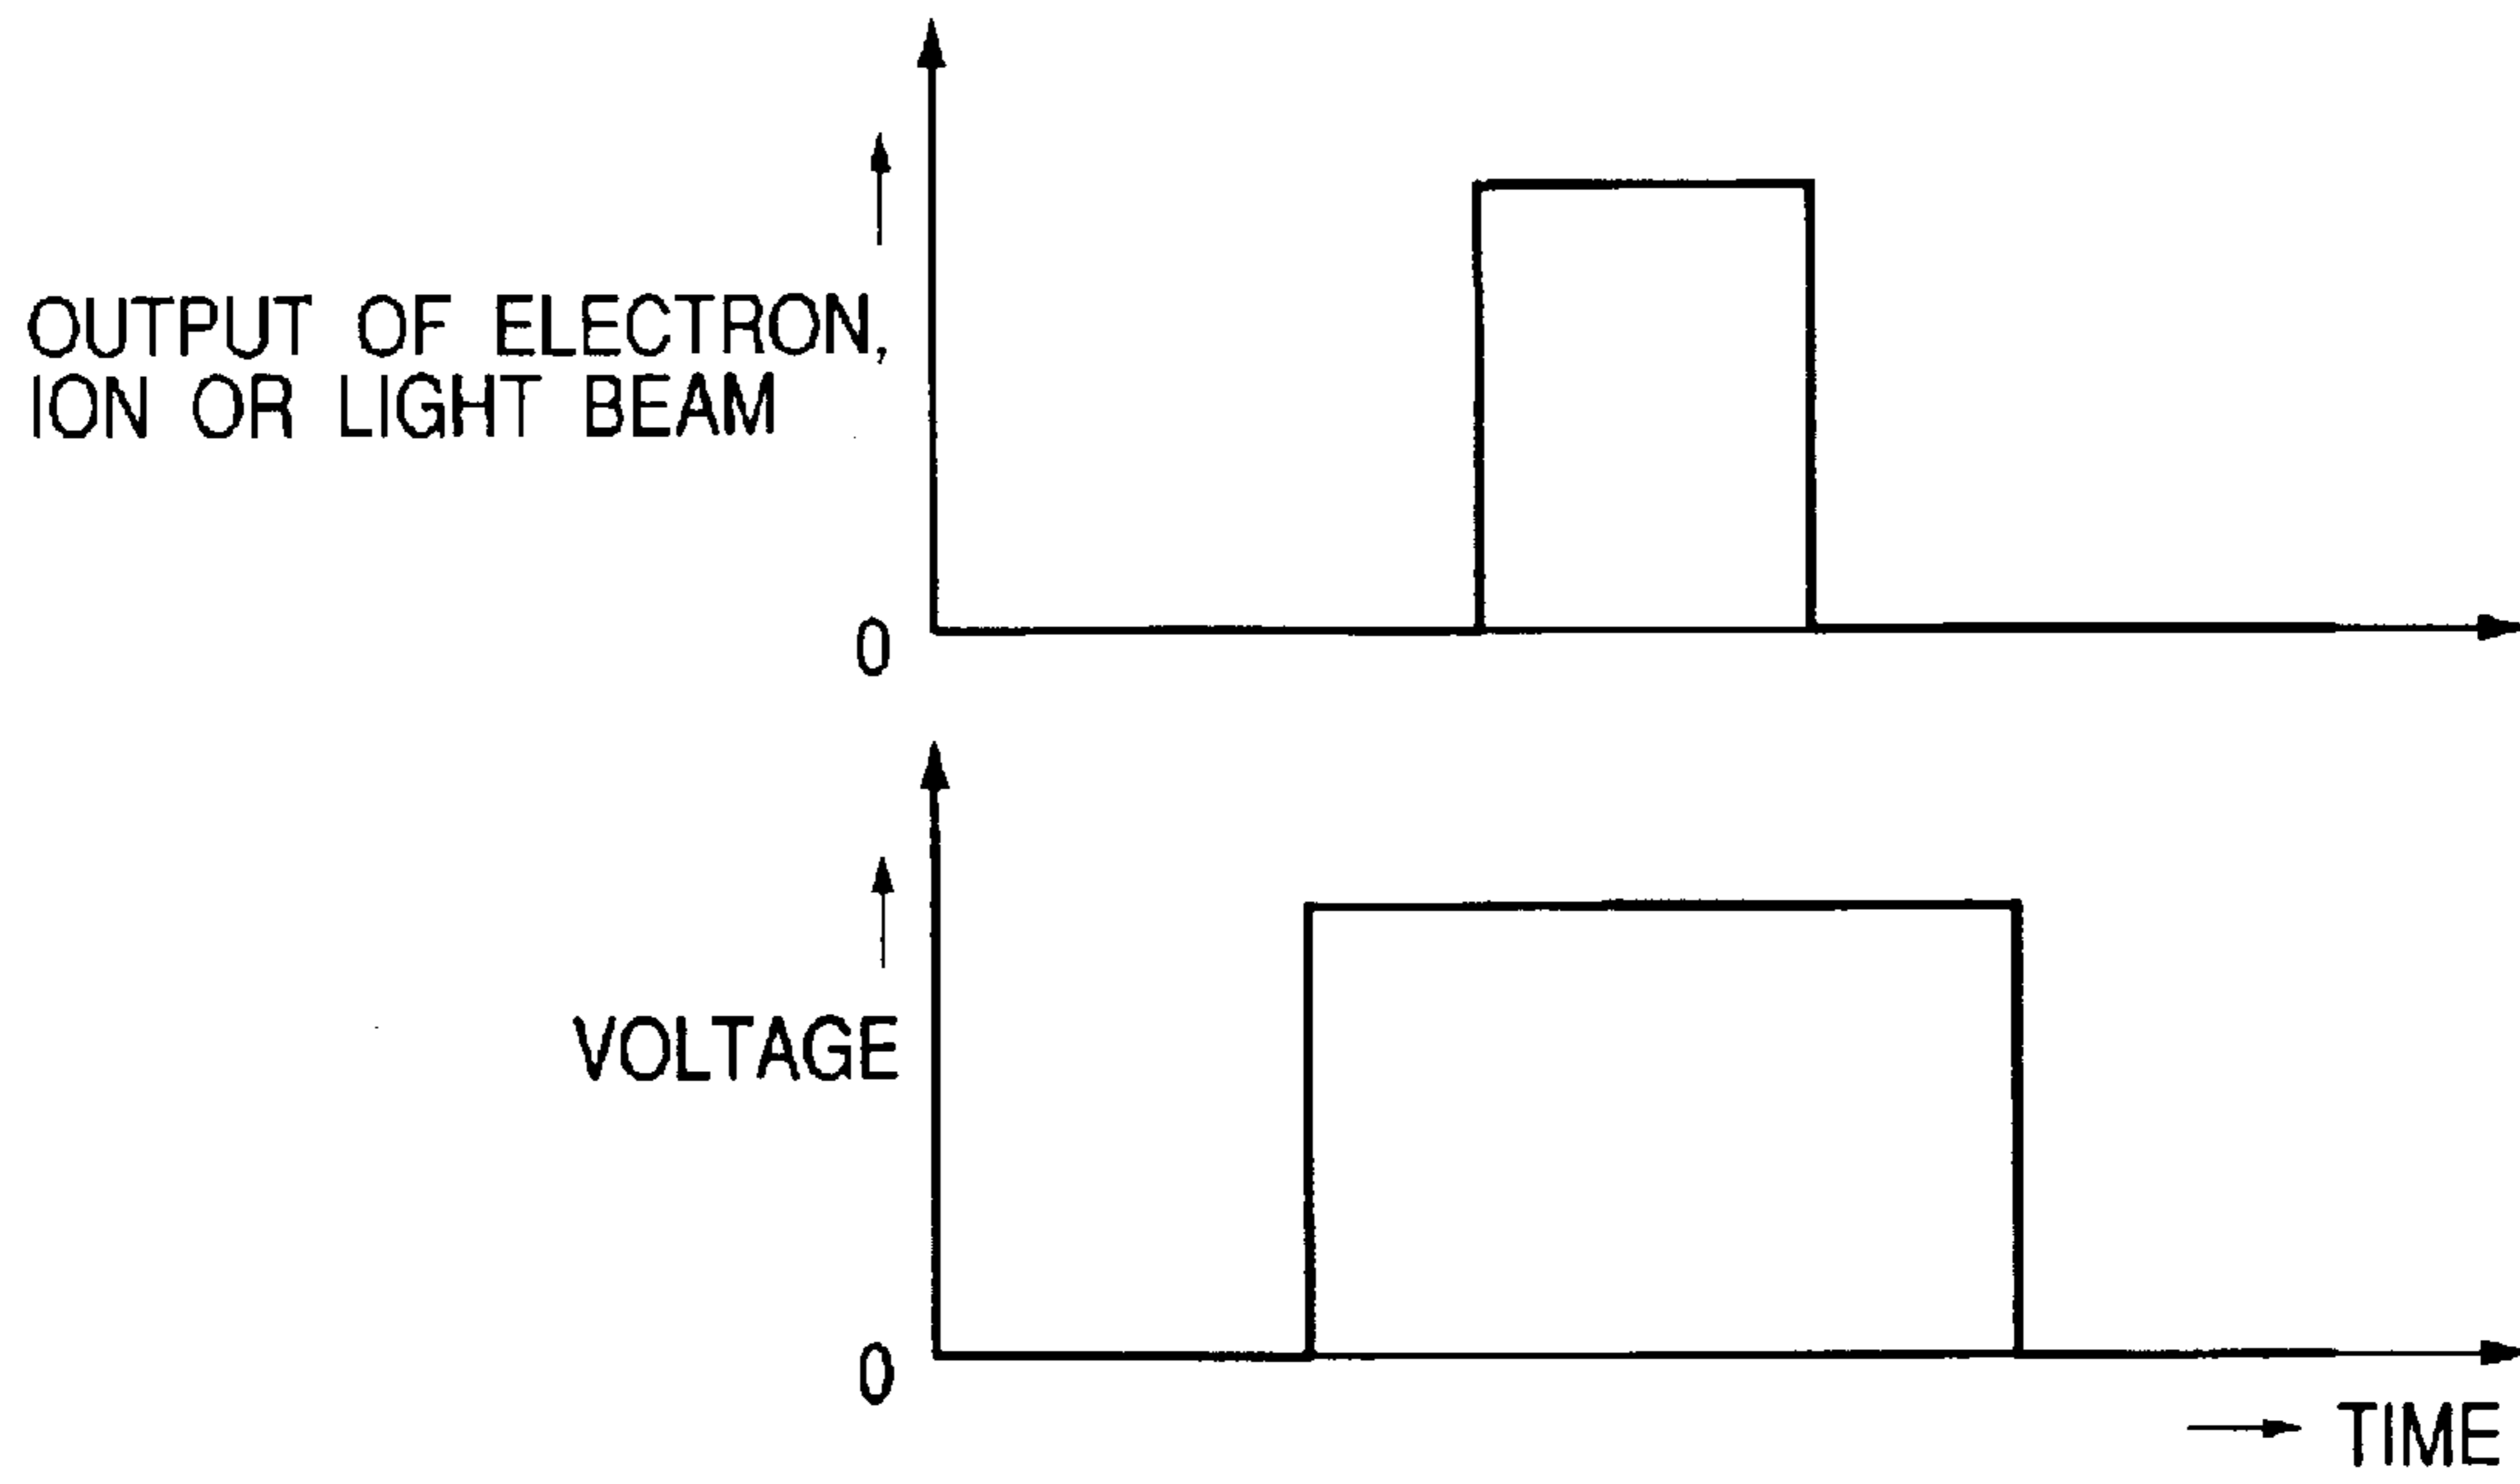 OUTPUT OF ELECTRON,
ION OR LIGHT BEAM
0
VOLTAGE
0
TIME